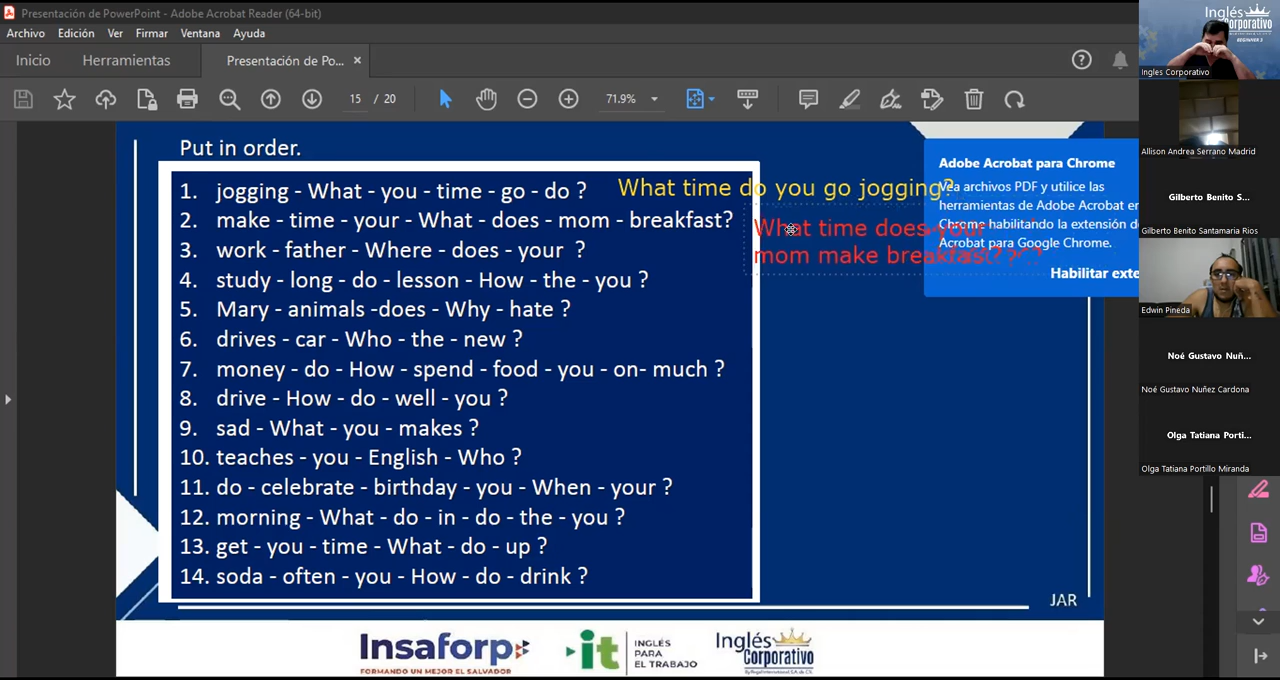 Presentación de PowerPoint - Adobe Acrobat Reader (64-bit)
Archivo Edición Ver Firmar Ventana Ayuda
Inicio Herramientas Presentación de Po... ×
15 / 20 71.9%
Put in order.
1. jogging - What - you - time - go - do ? What time do you go jogging?
2. make - time - your - What - does - mom - breakfast?
What time does your
mom make breakfast? ? ?
3. work - father - Where - does - your ?
4. study - long - do - lesson - How - the - you ?
5. Mary - animals -does - Why - hate ?
6. drives - car - Who - the - new ?
7. money - do - How - spend - food - you - on- much ?
8. drive - How - do - well - you ?
9. sad - What - you - makes ?
10. teaches - you - English - Who ?
11. do - celebrate - birthday - you - When - your ?
12. morning - What - do - in - do - the - you ?
13. get - you - time - What - do - up ?
14. soda - often - you - How - do - drink ?
JAR
Adobe Acrobat para Chrome
Vea archivos PDF y utilice las
herramientas de Adobe Acrobat en
Chrome habilitando la extensión d
Acrobat para Google Chrome.
Habilitar exte
Insaforp
FORMANDO UN MEJOR EL SALVADOR
it INGLÉS
PARA
EL TRABAJO
Inglés
Corporativo
Inglés
Corporativo
BEGINNER 5
Ingles Corporativo
Allison Andrea Serrano Madrid
Gilberto Benito S...
Gilberto Benito Santamaria Rios
Edwin Pineda
Noé Gustavo Nuñ...
Noé Gustavo Nuñez Cardona
Olga Tatiana Porti...
Olga Tatiana Portillo Miranda